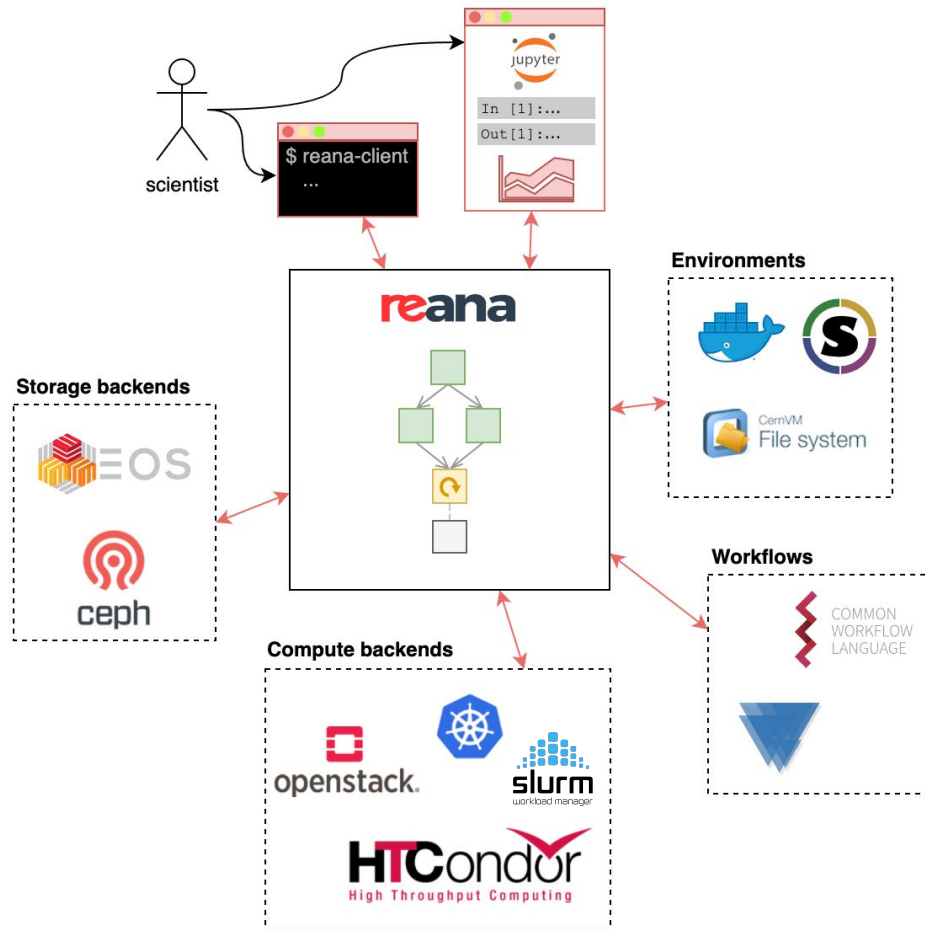 jupyter
In [1]:...
Out[1]:...
$ reana-client
...
scientist
reana
Environments
S
CernVM
File system
Storage backends
EOS
ceph
Workflows
COMMON
WORKFLOW
LANGUAGE
Compute backends
openstack.
slurm
workload manager
HTCondor
High Throughput Computing